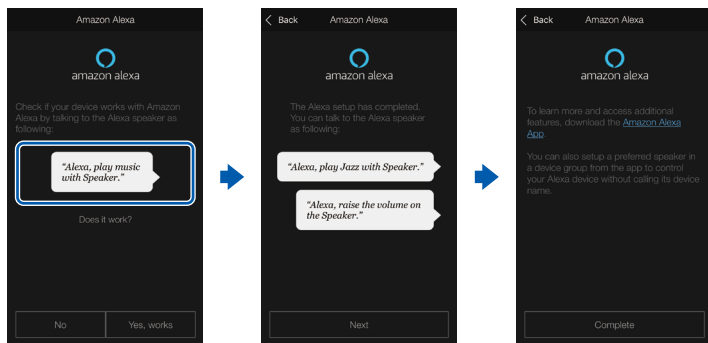 Amazon Alexa
amazon alexa
Check if your device works with Amazon
Alexa by talking to the Alexa speaker as
following:
“Alexa, play music
with Speaker.”
Does it work?
No
Yes, works
Back
Amazon Alexa
amazon alexa
The Alexa setup has completed.
You can talk to the Alexa speaker
as following:
“Alexa, play Jazz with Speaker.”
“Alexa, raise the volume on
the Speaker.”
Next
Back
Amazon Alexa
amazon alexa
To learn more and access additional
features, download the Amazon Alexa
App.
You can also setup a preferred speaker in
a device group from the app to control
your Alexa device without calling its device
name.
Complete